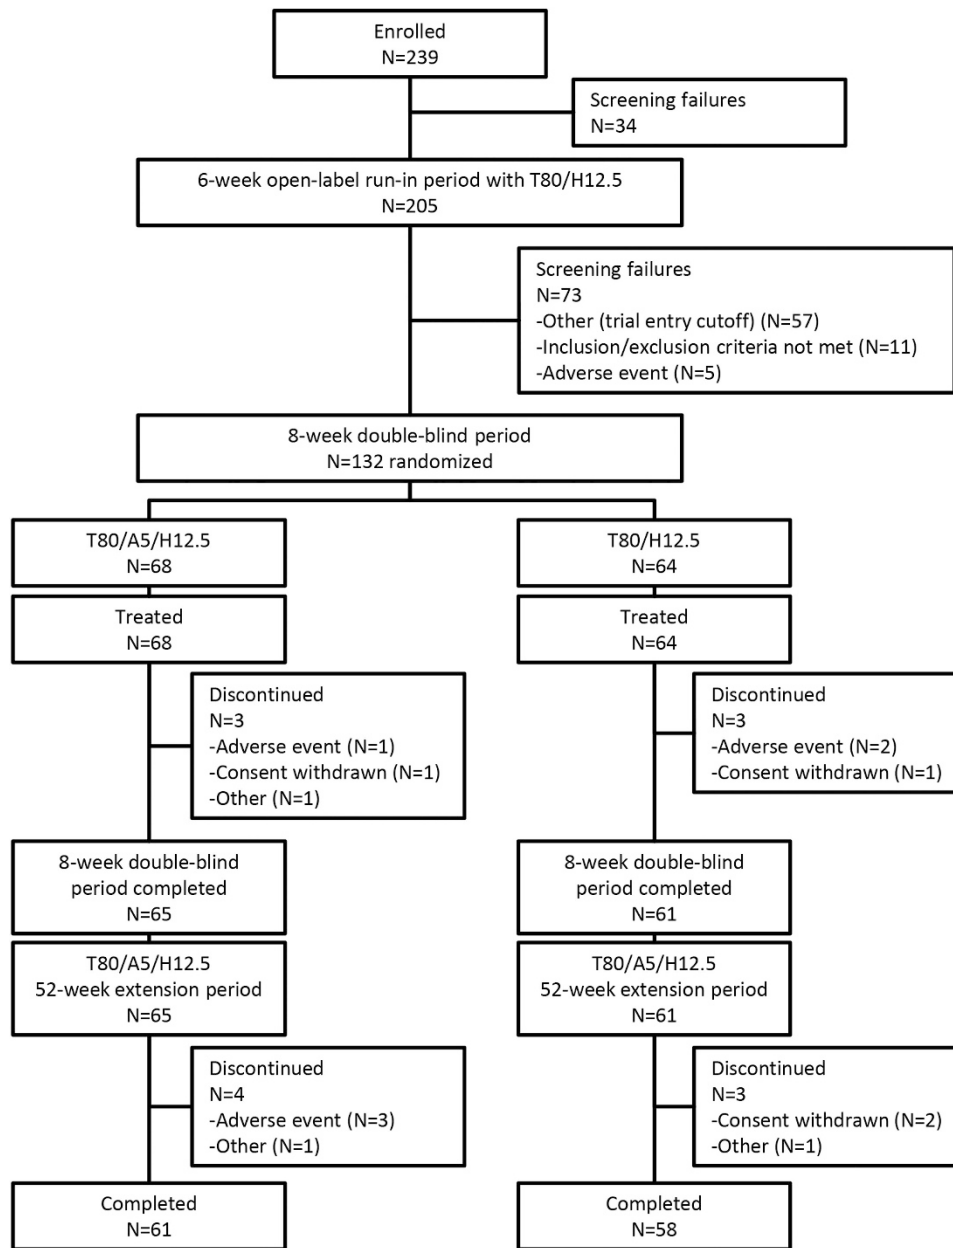 Enrolled
N=239
Screening failures
N=34
6-week open-label run-in period with T80/H12.5
N=205
Screening failures
N=73
-Other (trial entry cutoff) (N=57)
-Inclusion/exclusion criteria not met (N=11)
-Adverse event (N=5)
8-week double-blind period
N=132 randomized
T80/A5/H12.5
N=68
T80/H12.5
N=64
Treated
N=68
Treated
N=64
Discontinued
N=3
-Adverse event (N=1)
-Consent withdrawn (N=1)
-Other (N=1)
Discontinued
N=3
-Adverse event (N=2)
-Consent withdrawn (N=1)
8-week double-blind
period completed
N=65
8-week double-blind
period completed
N=61
T80/A5/H12.5
52-week extension period
N=65
T80/A5/H12.5
52-week extension period
N=61
Discontinued
N=4
-Adverse event (N=3)
-Other (N=1)
Discontinued
N=3
-Consent withdrawn (N=2)
-Other (N=1)
Completed
N=61
Completed
N=58